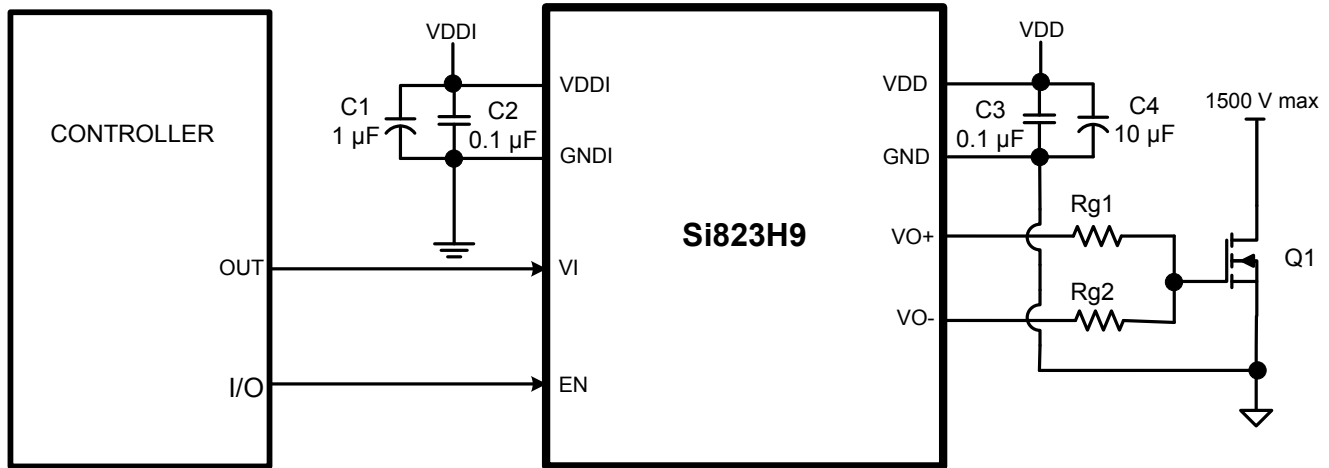 CONTROLLER
OUT
I/O
VDDI
C1
1 µF
C2
0.1 µF
VDDI
GNDI
VI
EN
Si823H9
VDD
GND
VO+
VO-
VDD
C3
0.1 µF
C4
10 µF
1500 V max
Rg1
Rg2
Q1